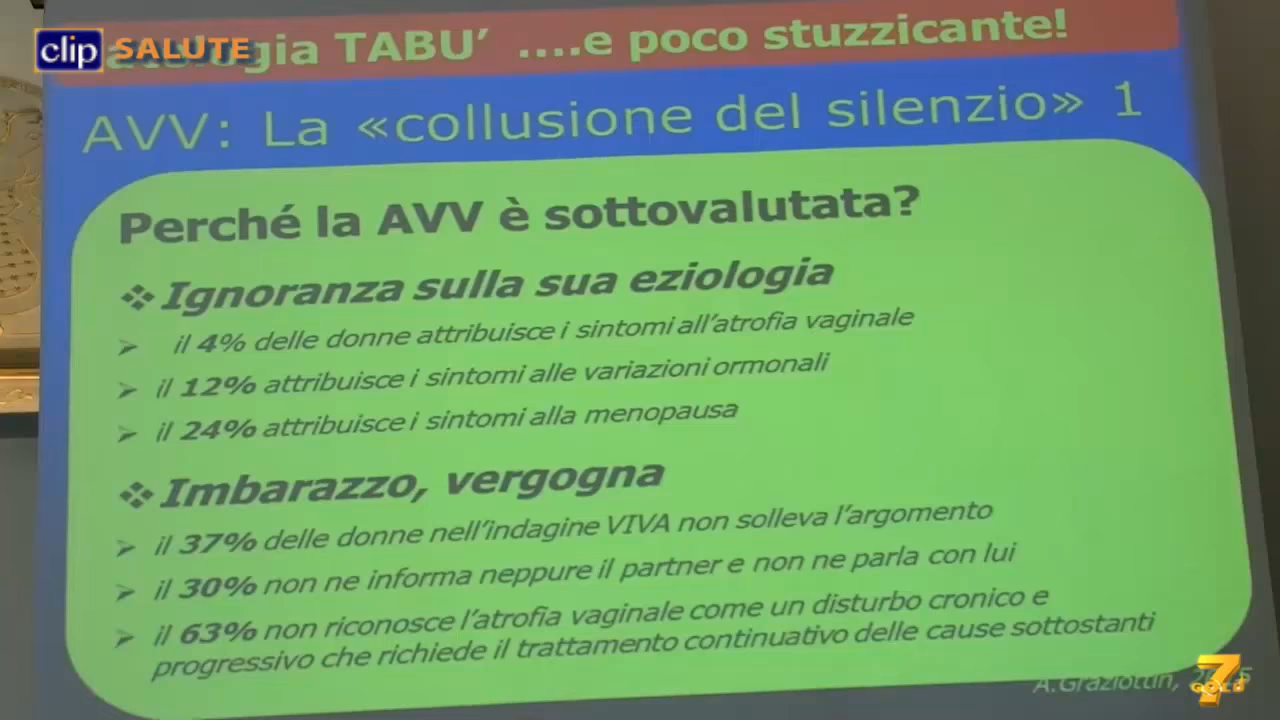 clip SALUTE
TABU' ....e poco stuzzicante!
AVV: La «collusione del silenzio» 1
Perché la AVV è sottovalutata?
Ignoranza sulla sua eziologia
il 4% delle donne attribuisce i sintomi all'atrofia vaginale
il 12% attribuisce i sintomi alle variazioni ormonali
il 24% attribuisce i sintomi alla menopausa
Imbarazzo, vergogna
il 37% delle donne nell'indagine VIVA non solleva l'argomento
il 30% non ne informa neppure il partner e non ne parla con lui
il 63% non riconosce l'atrofia vaginale come un disturbo cronico e
progressivo che richiede il trattamento continuativo delle cause sottostanti
A.Graziottin,
7 GOLD